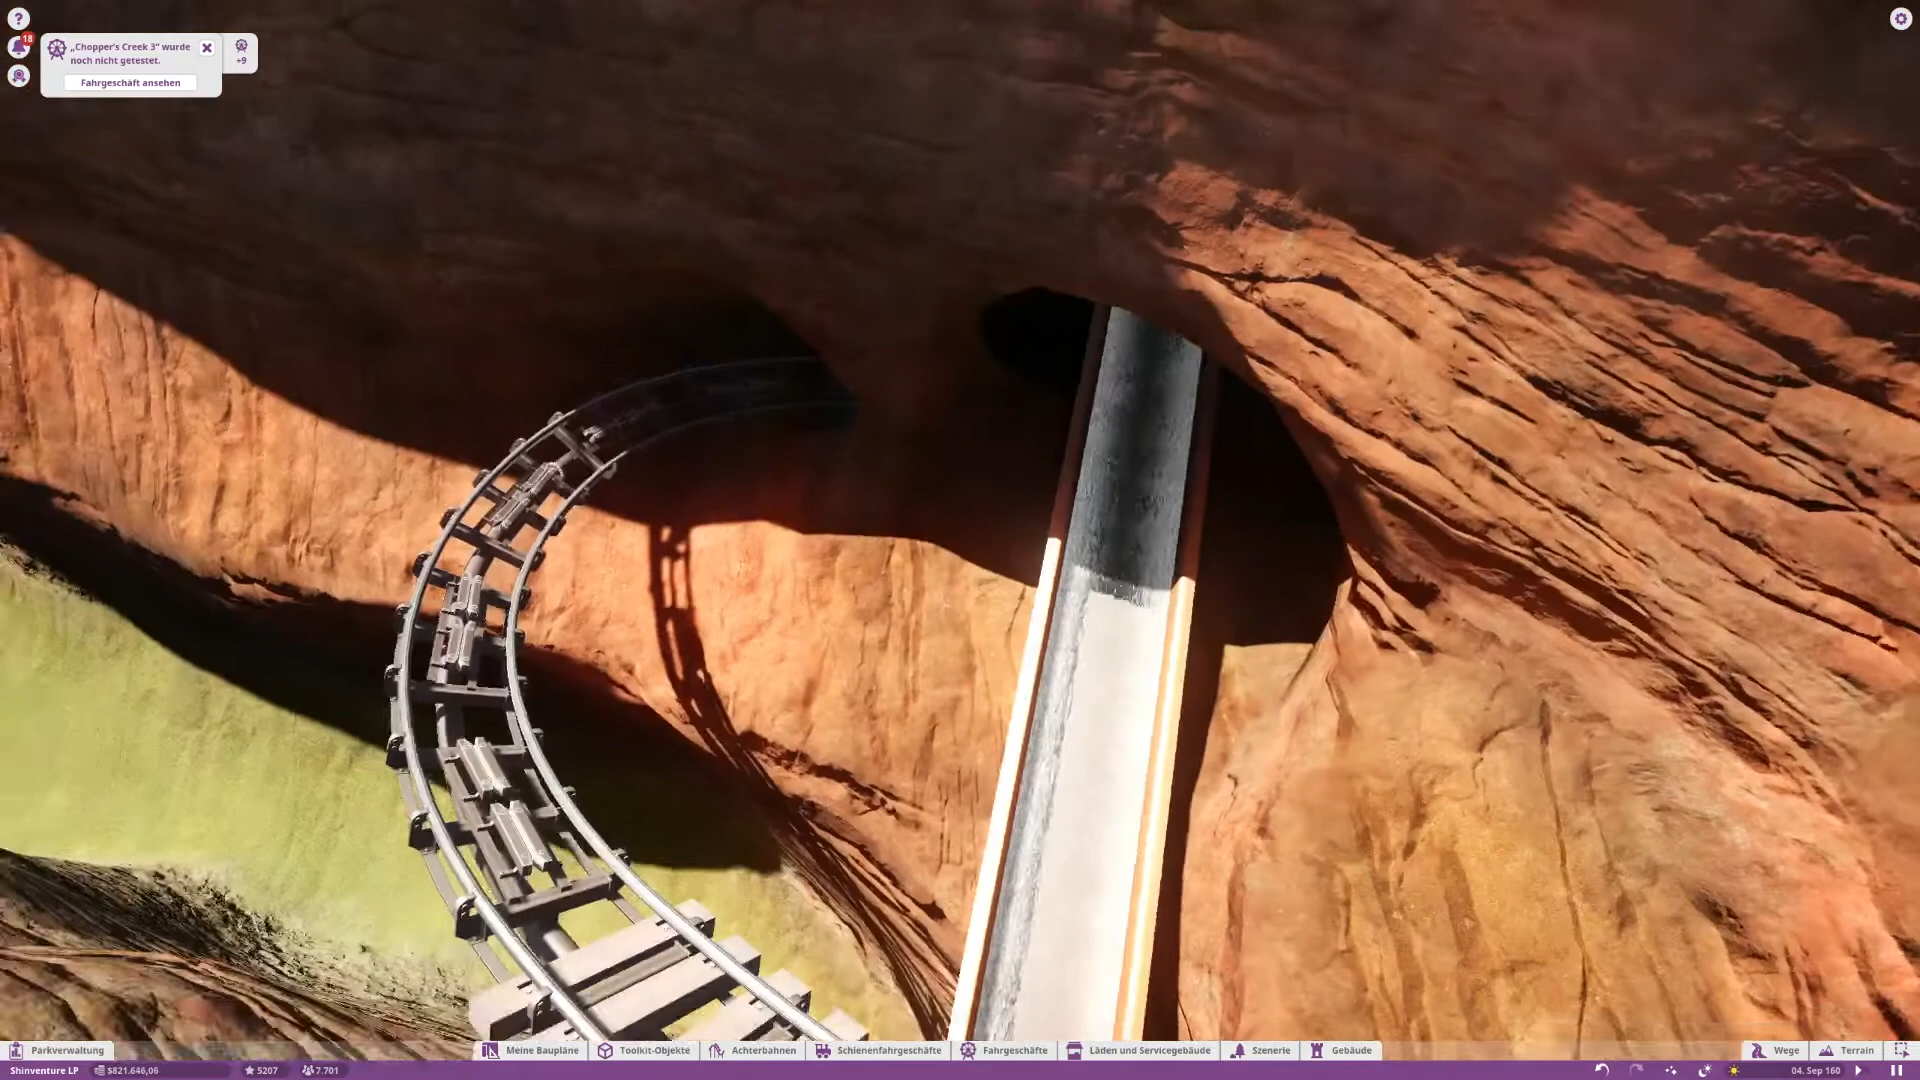 ?
18
„Chopper's Creek 3" wurde
noch nicht getestet.
Fahrgeschäft ansehen
+9
Parkverwaltung
Meine Baupläne
Toolkit-Objekte
Achterbahnen
Schienenfahrgeschäfte
Fahrgeschäfte
Läden und Servicegebäude
Szenerie
Gebäude
Wege
Terrain
Shinventure LP
$821.646,06
5207
7.701
04. Sep 160